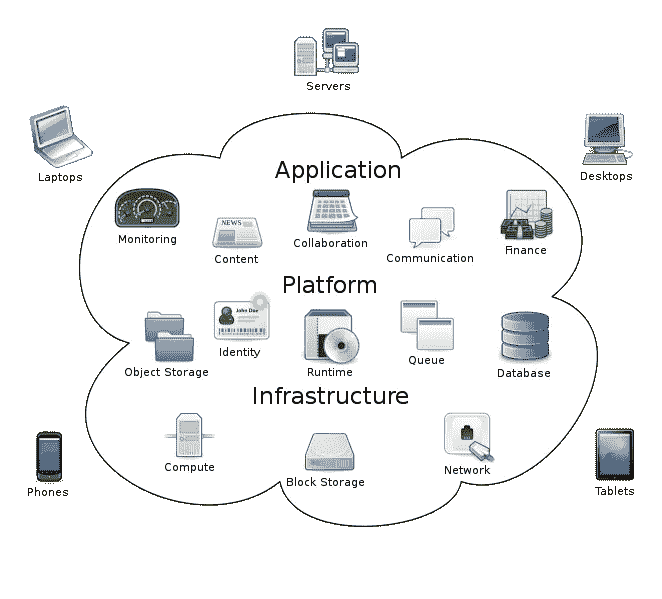 Servers
Laptops
Desktops
Application
Monitoring
NEWS
Content
Collaboration
Communication
Finance
Platform
Object Storage
John Doe
Identity
Runtime
Queue
Database
Infrastructure
Compute
Block Storage
Network
Phones
Tablets